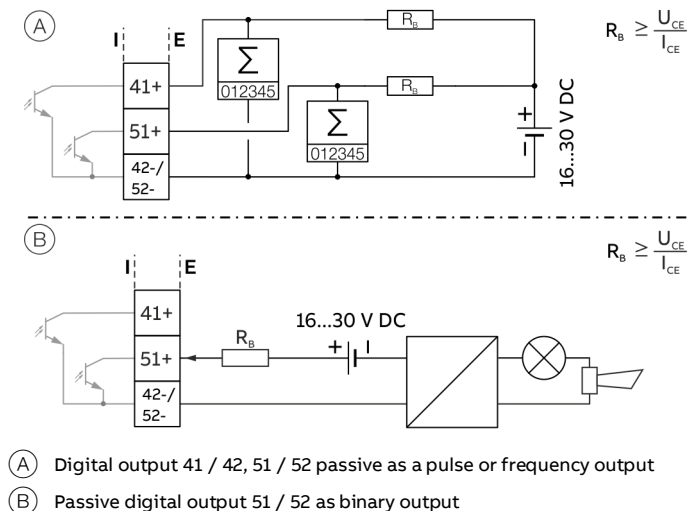 A
I E
R_B
R_B ≥ U_CE / I_CE
Σ
012345
41+
R_B
Σ
012345
51+
+
−
16...30 V DC
42-/
52-
B
I E
R_B ≥ U_CE / I_CE
41+
16...30 V DC
R_B
+ −
51+
42-/
52-
A Digital output 41 / 42, 51 / 52 passive as a pulse or frequency output
B Passive digital output 51 / 52 as binary output